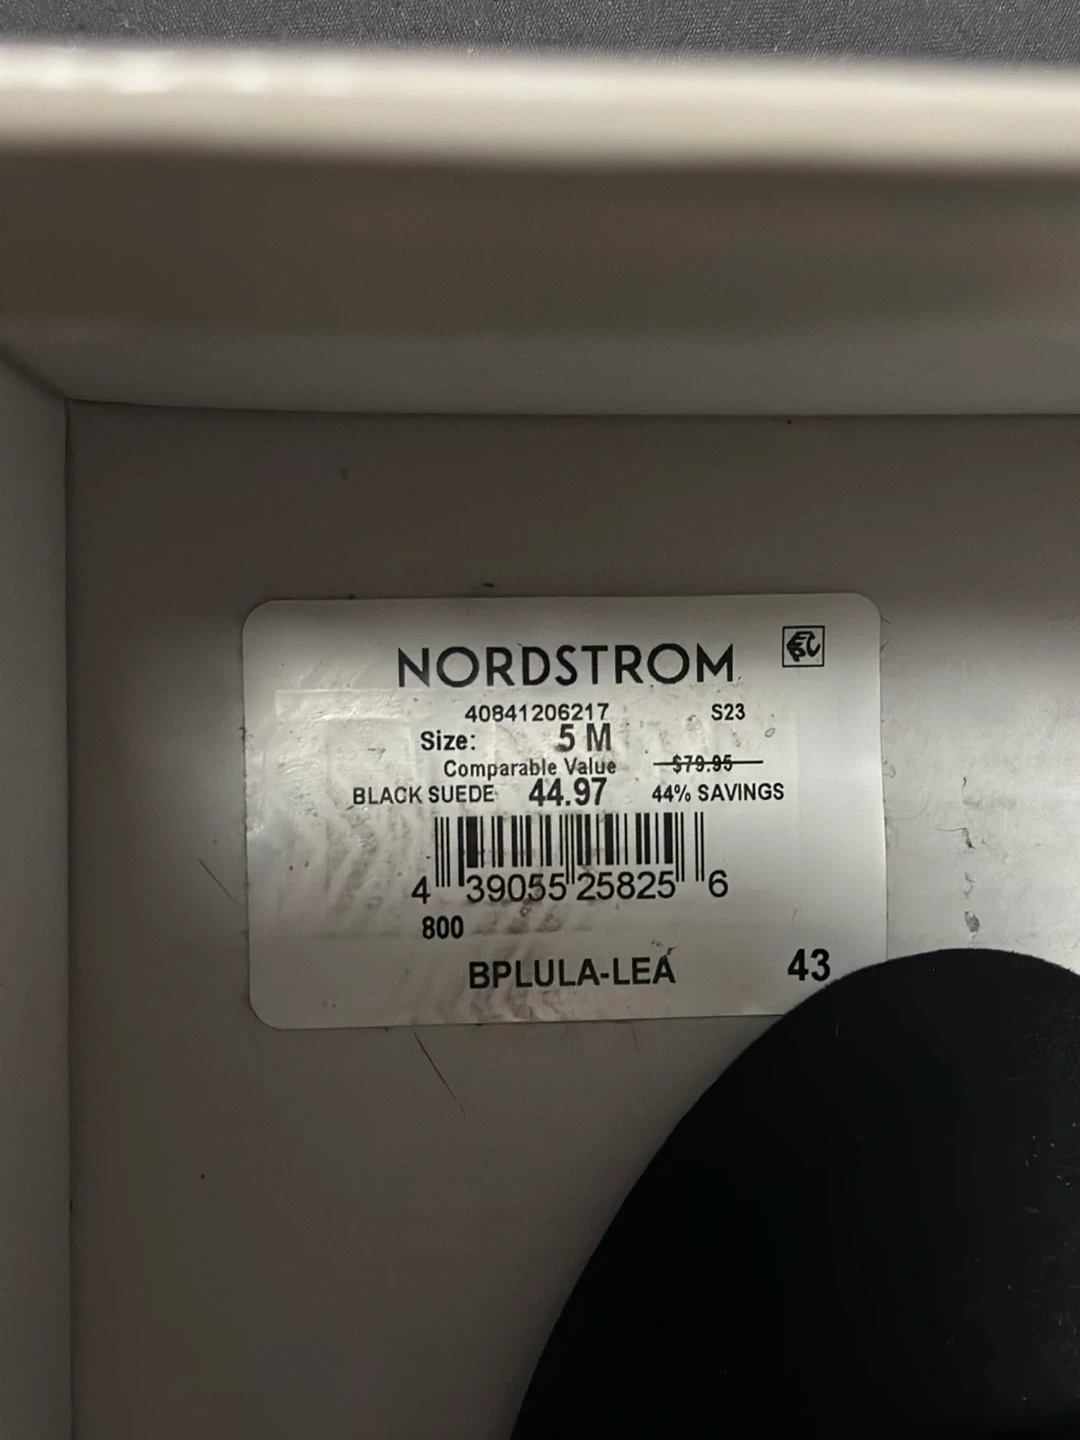 NORDSTROM
40841206217 S23
Size: 5 M
Comparable Value $79.95
BLACK SUEDE 44.97 44% SAVINGS
4 39055 25825 6
800
BPLULA-LEA 43